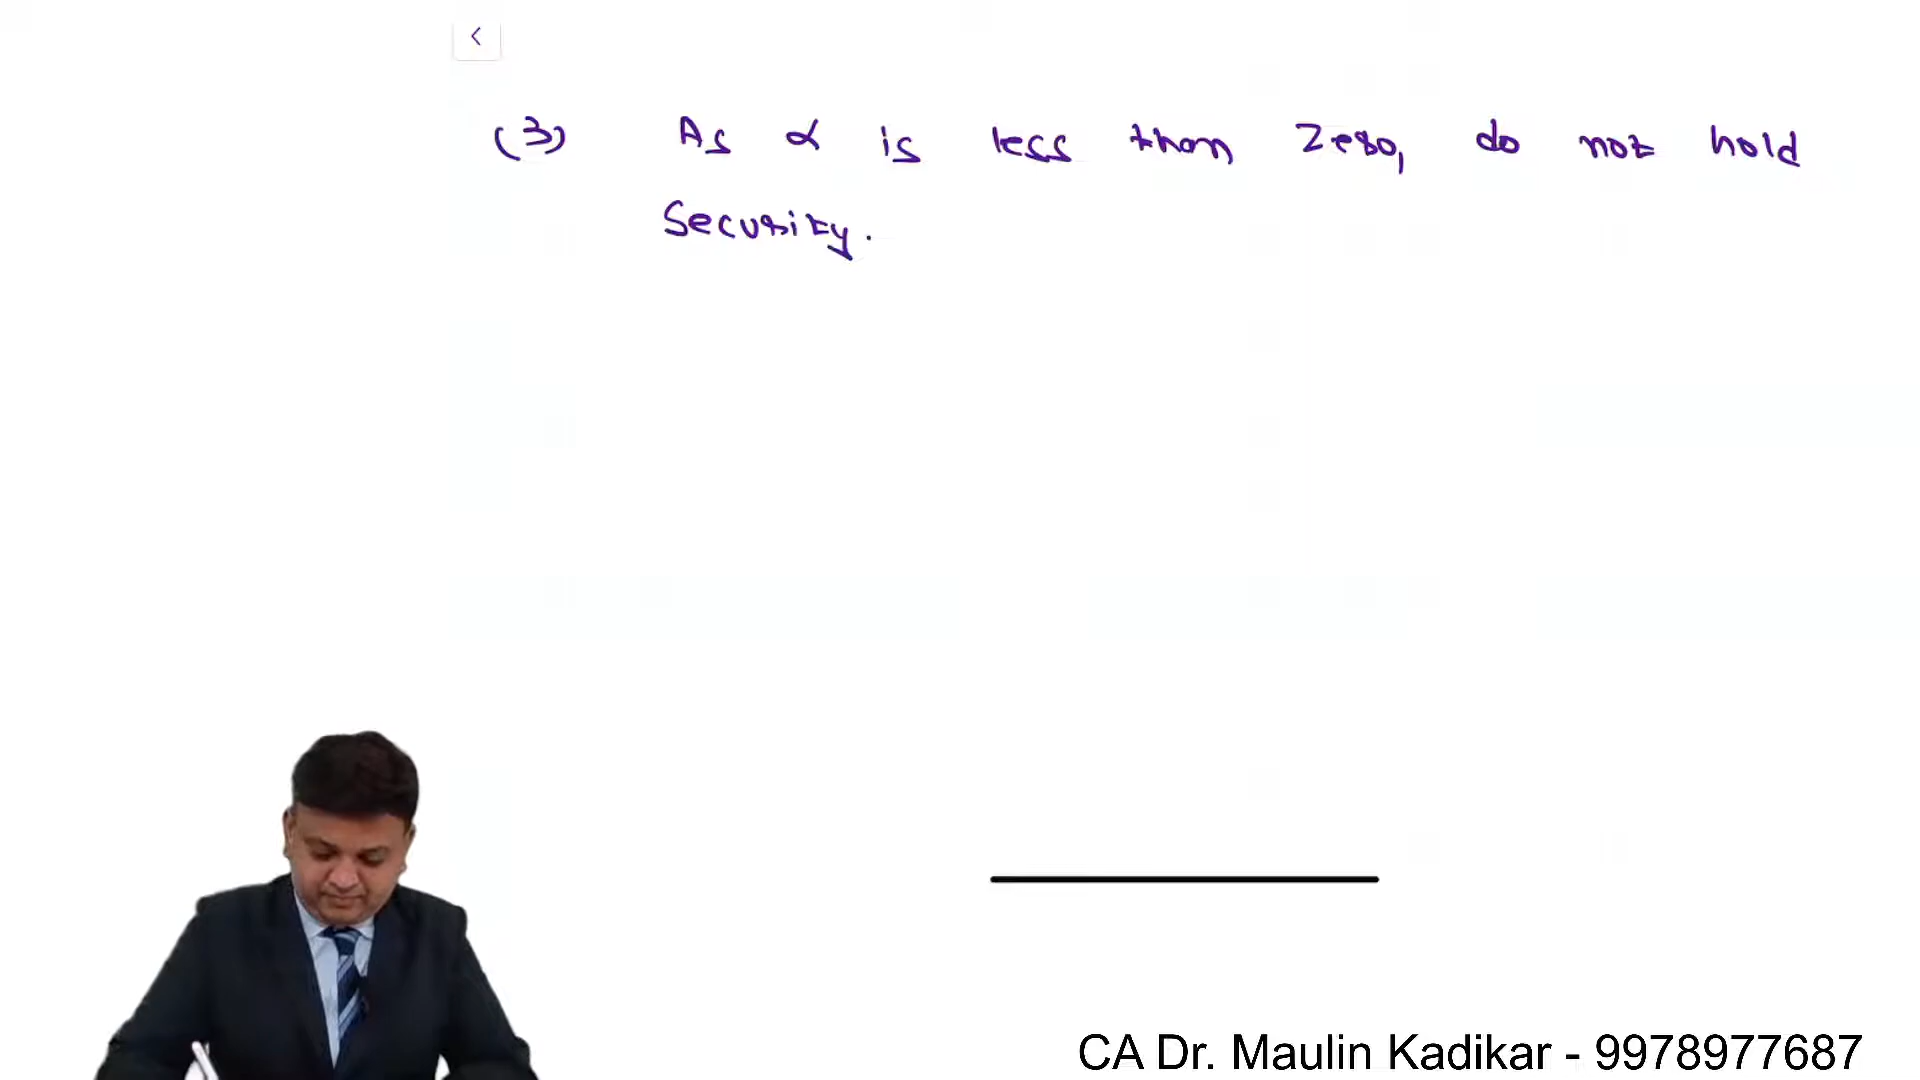 (3) As α is less than Zero, do not hold
Security.
CA Dr. Maulin Kadikar - 9978977687